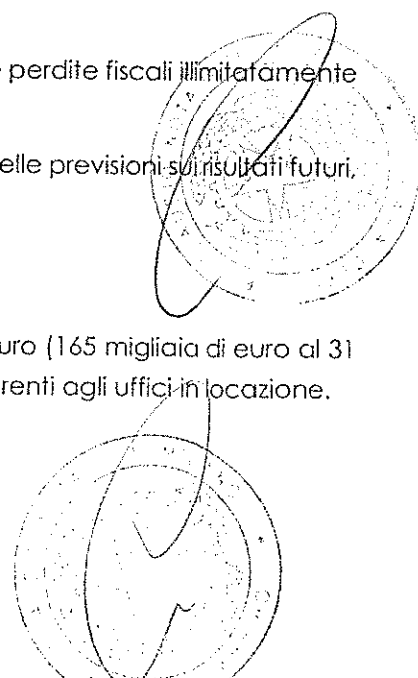 perdite fiscali illimitatamente
elle previsioni sui risultati futuri,
uro (165 migliaia di euro al 31
renti agli uffici in locazione.